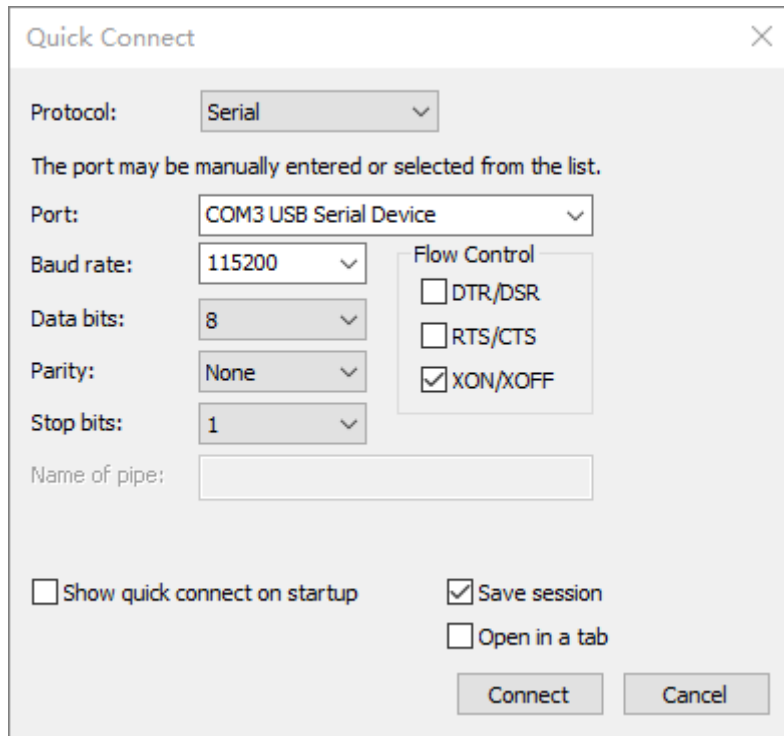 Quick Connect
Protocol: Serial
The port may be manually entered or selected from the list.
Port: COM3 USB Serial Device
Baud rate: 115200
Flow Control
DTR/DSR
Data bits: 8
RTS/CTS
Parity: None
XON/XOFF
Stop bits: 1
Name of pipe:
Show quick connect on startup
Save session
Open in a tab
Connect Cancel